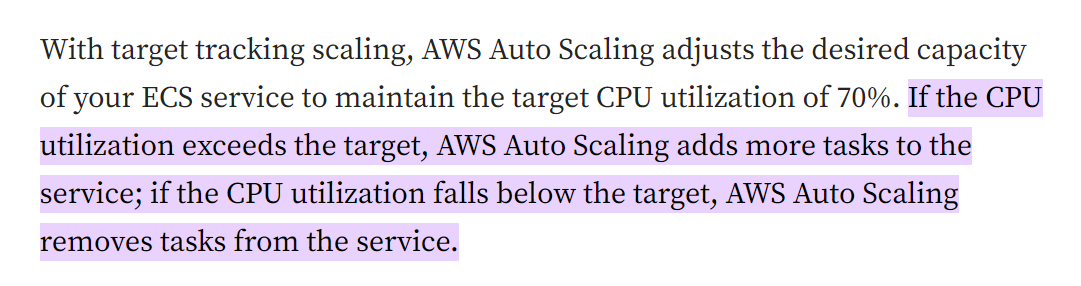 With target tracking scaling, AWS Auto Scaling adjusts the desired capacity
of your ECS service to maintain the target CPU utilization of 70%. If the CPU
utilization exceeds the target, AWS Auto Scaling adds more tasks to the
service; if the CPU utilization falls below the target, AWS Auto Scaling
removes tasks from the service.